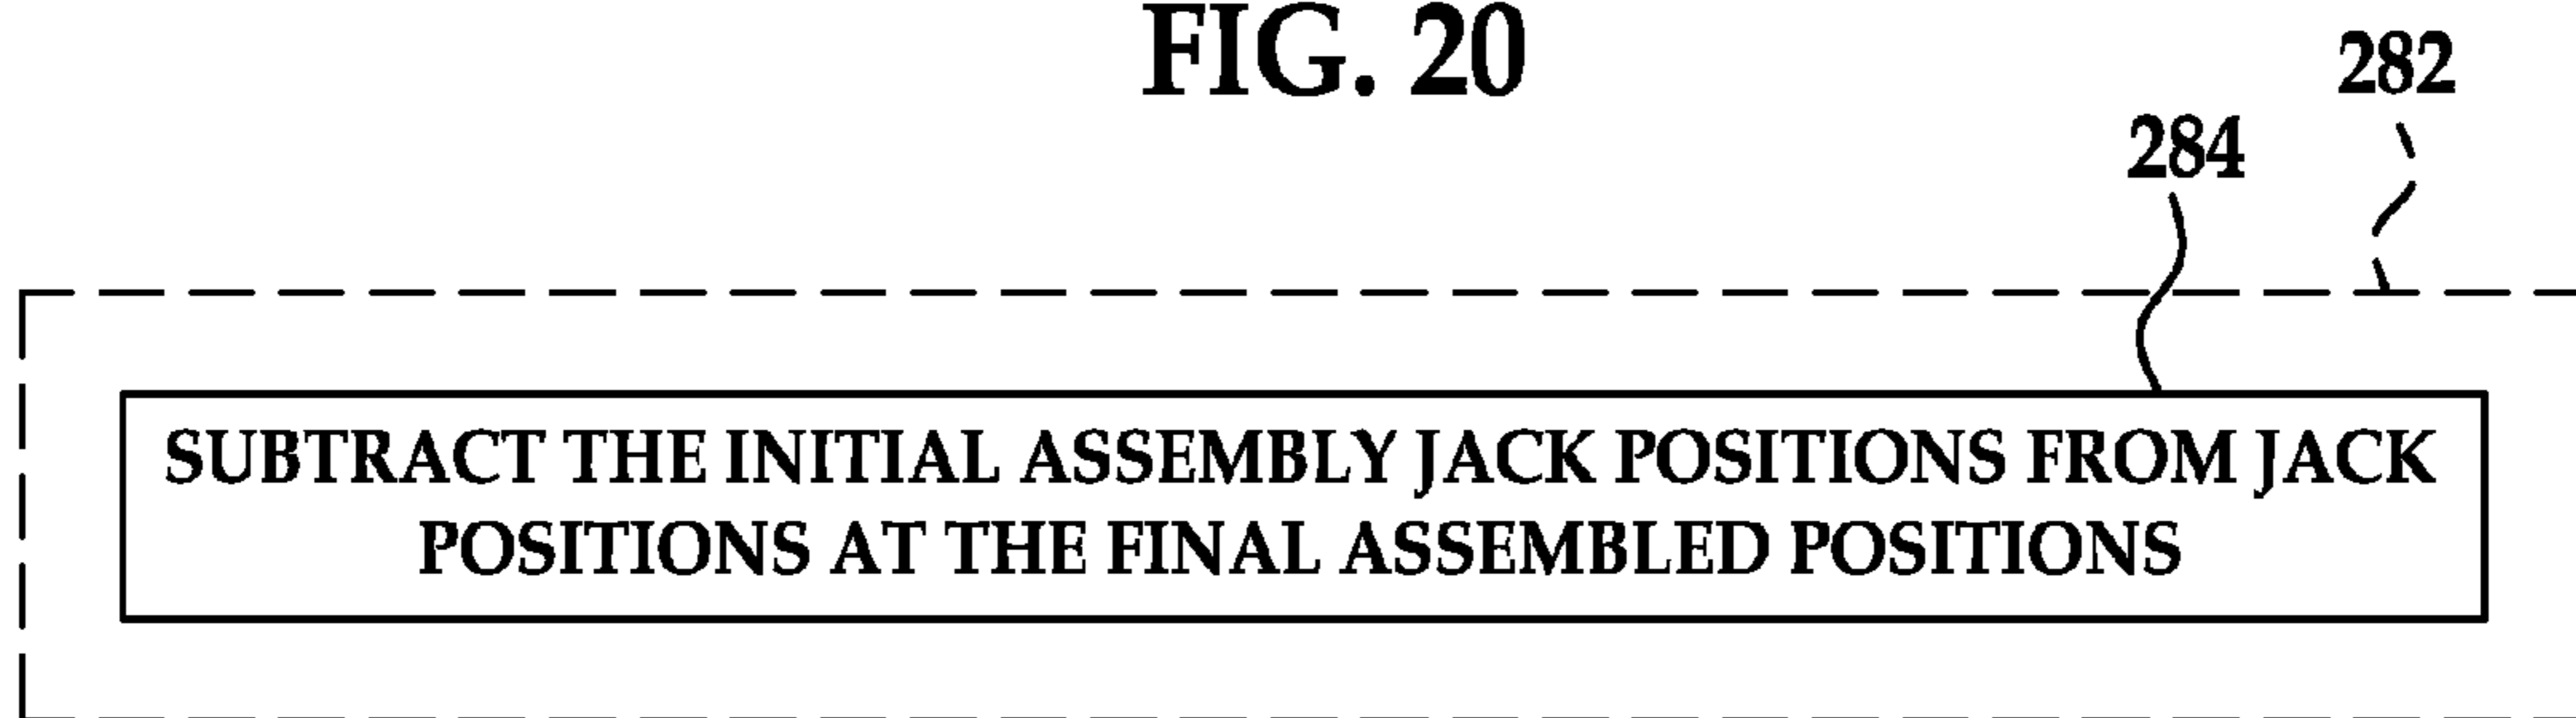 FIG. 20
282
284
SUBTRACT THE INITIAL ASSEMBLY JACK POSITIONS FROM JACK
POSITIONS AT THE FINAL ASSEMBLED POSITIONS